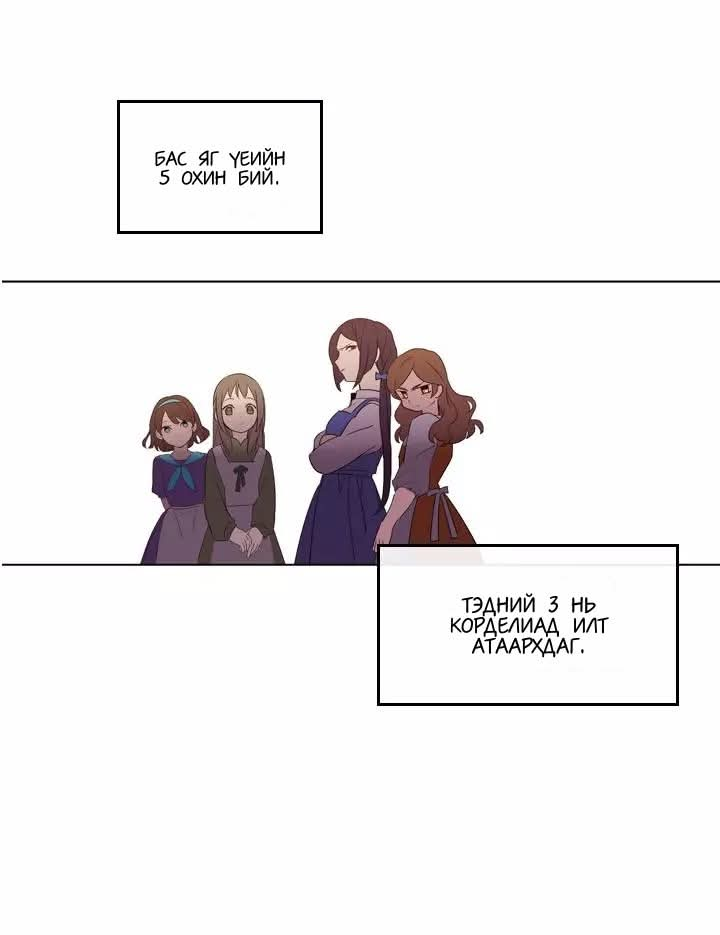 БАС ЯГ ҮЕИЙН
5 ОХИН БИЙ.
ТЭДНИЙ 3 НЬ
КОРДЕЛИАД ИЛТ
АТААРХДАГ.